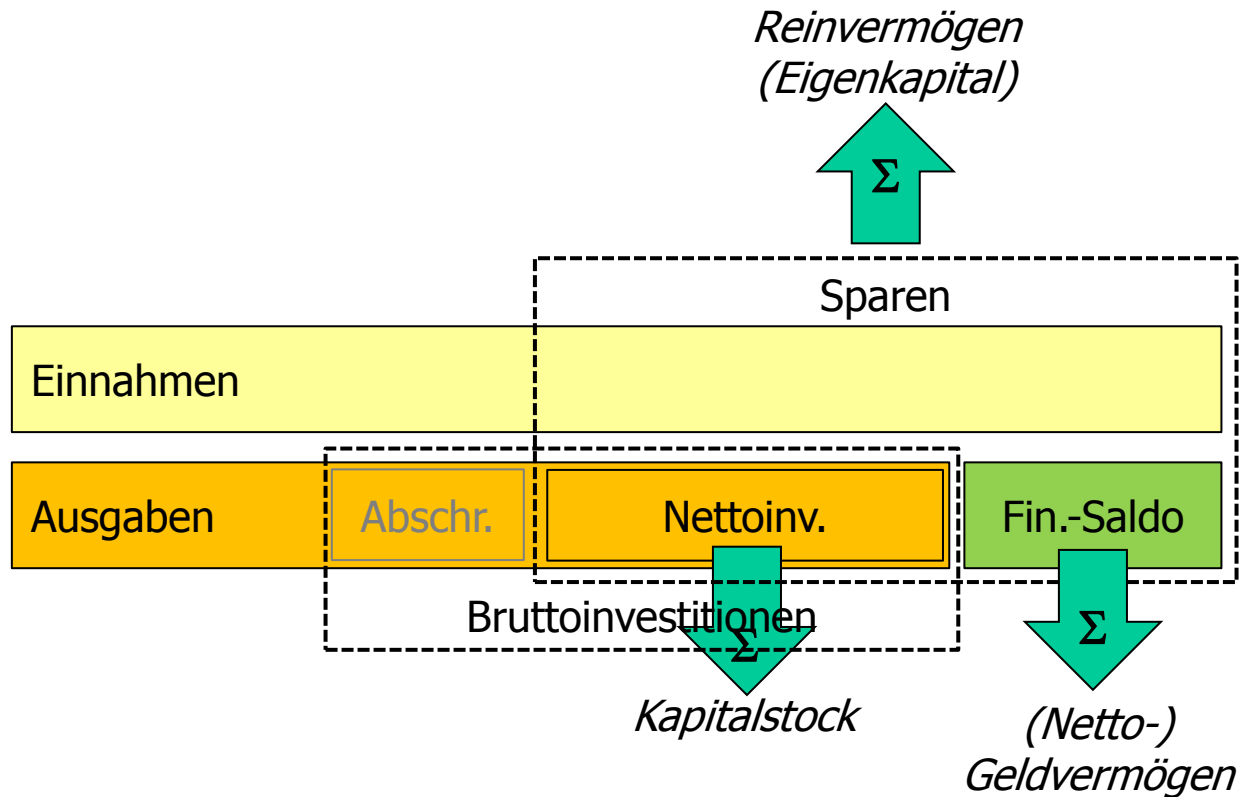 Reinvermögen
(Eigenkapital)
Σ
Sparen
Einnahmen
Ausgaben
Abschr.
Nettoinv.
Fin.-Saldo
Bruttoinvestitionen
Σ
Σ
Kapitalstock
(Netto-)
Geldvermögen